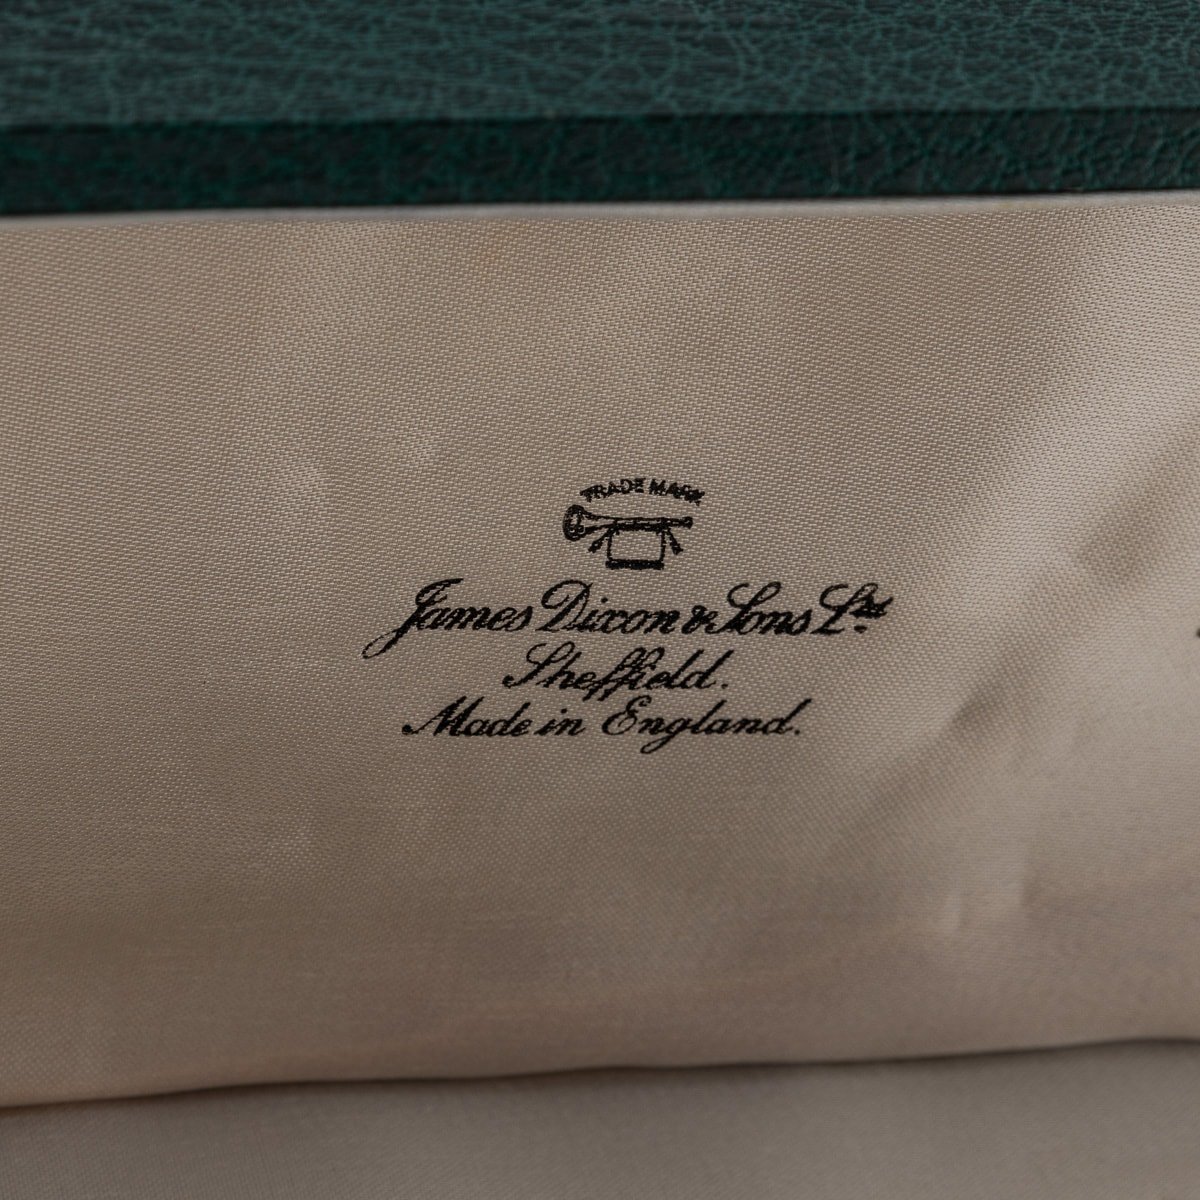 TRADE MARK
James Dixon & Sons Ltd.
Sheffield.
Made in England.